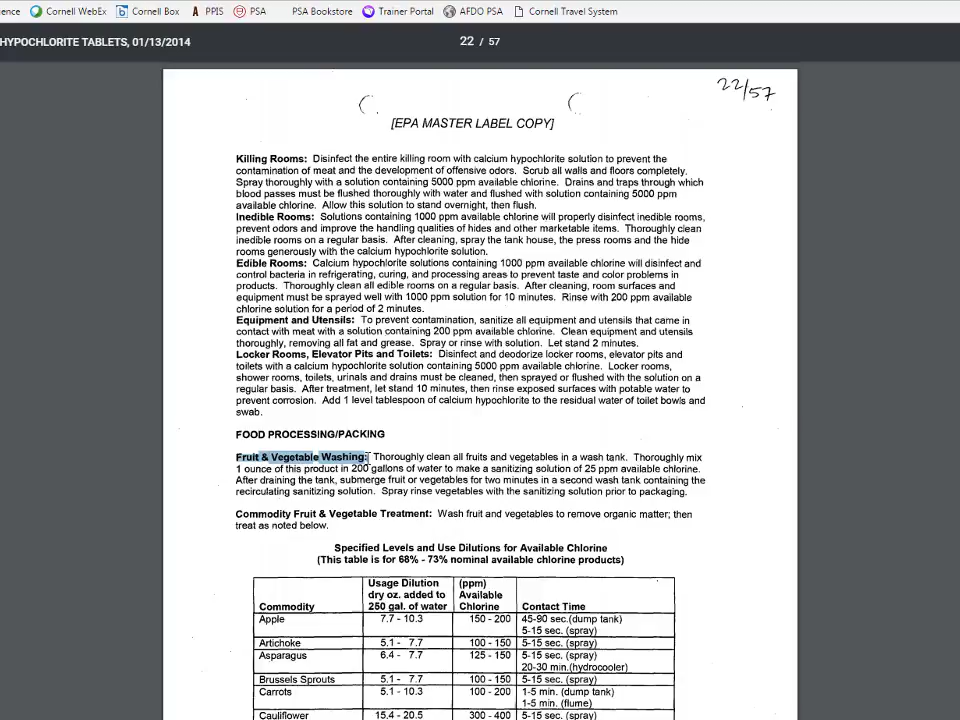 ence Cornell WebEx Cornell Box PPIS PSA PSA Bookstore Trainer Portal AFDO PSA Cornell Travel System
HYPOCHLORITE TABLETS, 01/13/2014 22 / 57
22/57
[EPA MASTER LABEL COPY]
Killing Rooms: Disinfect the entire killing room with calcium hypochlorite solution to prevent the
contamination of meat and the development of offensive odors. Scrub all walls and floors completely.
Spray thoroughly with a solution containing 5000 ppm available chlorine. Drains and traps through which
blood passes must be flushed thoroughly with water and flushed with solution containing 5000 ppm
available chlorine. Allow this solution to stand overnight, then flush.
Inedible Rooms: Solutions containing 1000 ppm available chlorine will properly disinfect inedible rooms,
prevent odors and improve the handling qualities of hides and other marketable items. Thoroughly clean
inedible rooms on a regular basis. After cleaning, spray the tank house, the press rooms and the hide
rooms generously with the calcium hypochlorite solution.
Edible Rooms: Calcium hypochlorite solutions containing 1000 ppm available chlorine will disinfect and
control bacteria in refrigerating, curing, and processing areas to prevent taste and color problems in
products. Thoroughly clean all edible rooms on a regular basis. After cleaning, room surfaces and
equipment must be sprayed well with 1000 ppm solution for 10 minutes. Rinse with 200 ppm available
chlorine solution for a period of 2 minutes.
Equipment and Utensils: To prevent contamination, sanitize all equipment and utensils that came in
contact with meat with a solution containing 200 ppm available chlorine. Clean equipment and utensils
thoroughly, removing all fat and grease. Spray or rinse with solution. Let stand 2 minutes.
Locker Rooms, Elevator Pits and Toilets: Disinfect and deodorize locker rooms, elevator pits and
toilets with a calcium hypochlorite solution containing 5000 ppm available chlorine. Locker rooms,
shower rooms, toilets, urinals and drains must be cleaned, then sprayed or flushed with the solution on a
regular basis. After treatment, let stand 10 minutes, then rinse exposed surfaces with potable water to
prevent corrosion. Add 1 level tablespoon of calcium hypochlorite to the residual water of toilet bowls and
swab.
FOOD PROCESSING/PACKING
Fruit & Vegetable Washing: Thoroughly clean all fruits and vegetables in a wash tank. Thoroughly mix
1 ounce of this product in 200 gallons of water to make a sanitizing solution of 25 ppm available chlorine.
After draining the tank, submerge fruit or vegetables for two minutes in a second wash tank containing the
recirculating sanitizing solution. Spray rinse vegetables with the sanitizing solution prior to packaging.
Commodity Fruit & Vegetable Treatment: Wash fruit and vegetables to remove organic matter; then
treat as noted below.
Specified Levels and Use Dilutions for Available Chlorine
(This table is for 68% - 73% nominal available chlorine products)
Usage Dilution (ppm)
dry oz. added to Available
Commodity 250 gal. of water Chlorine Contact Time
Apple 7.7 - 10.3 150 - 200 45-90 sec.(dump tank)
5-15 sec. (spray)
Artichoke 5.1 - 7.7 100 - 150 5-15 sec. (spray)
Asparagus 6.4 - 7.7 125 - 150 5-15 sec. (spray)
20-30 min.(hydrocooler)
Brussels Sprouts 5.1 - 7.7 100 - 150 5-15 sec. (spray)
Carrots 5.1 - 10.3 100 - 200 1-5 min. (dump tank)
1-5 min. (flume)
Cauliflower 15.4 - 20.5 300 - 400 5-15 sec. (spray)